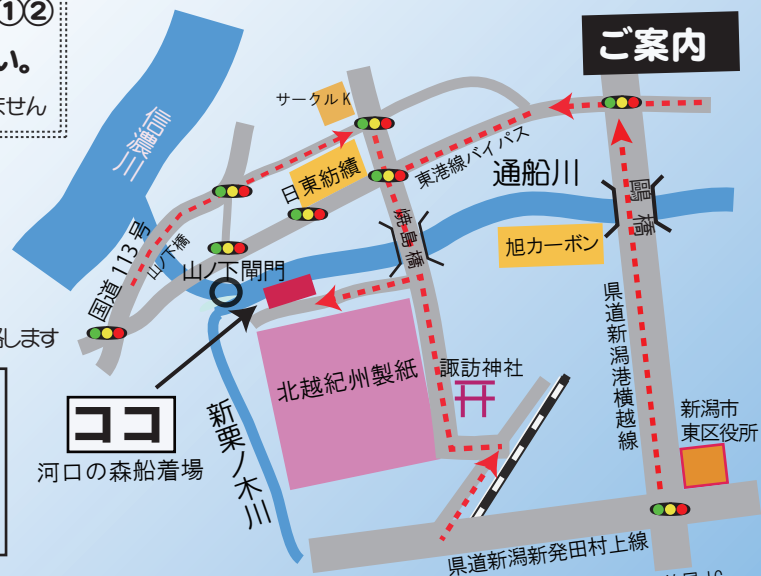 ①②
い。
ません
ご案内
サークルK
信濃川
日東紡績
東港線バイパス
通船川
鷗橋
焼島橋
旭カーボン
国道113号
山ノ下橋
山ノ下閘門
県道新潟港横越線
します
北越紀州製紙
諏訪神社
新潟市
東区役所
ココ
河口の森船着場
新栗ノ木川
県道新潟新発田村上線